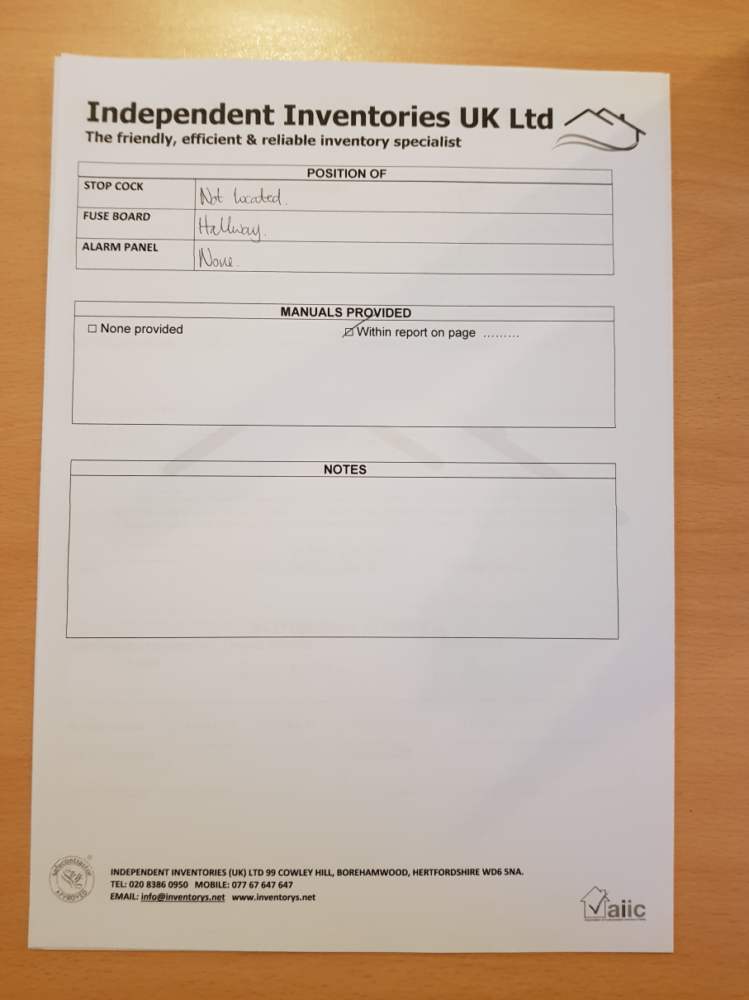 Independent Inventories UK Ltd
The friendly, efficient & reliable inventory specialist
POSITION OF
STOP COCK Not located.
FUSE BOARD Hallway.
ALARM PANEL None.
MANUALS PROVIDED
☐ None provided ☑ Within report on page .........
NOTES
safecontractor
APPROVED
INDEPENDENT INVENTORIES (UK) LTD 99 COWLEY HILL, BOREHAMWOOD, HERTFORDSHIRE WD6 5NA.
TEL: 020 8386 0950 MOBILE: 077 67 647 647
EMAIL: info@inventorys.net www.inventorys.net
aiic